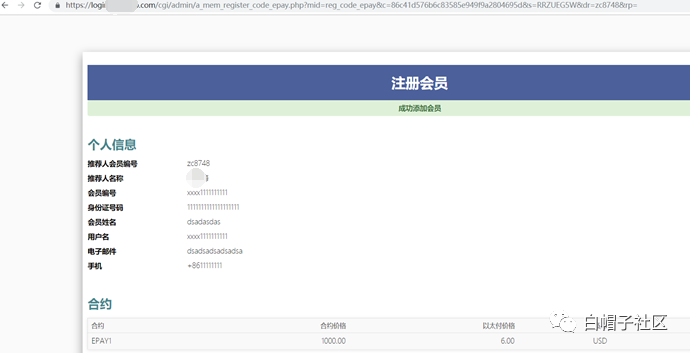 https://login.com/cgi/admin/a_mem_register_code_epay.php?mid=reg_code_epay&c=86c41d576b6c83585e949f9a2804695d&s=RRZUEG5W&dr=zc8748&rp=
注册会员
成功添加会员
个人信息
推荐人会员编号 zc8748
推荐人名称
会员编号 xxxx1111111111
身份证号码 111111111111111111
会员姓名 dsadasdas
用户名 xxxx1111111111
电子邮件 dsadsadsadsadsa
手机 +8611111111
合约
合约 合约价格 以太付价格
EPAY1 1000.00 6.00 USD
白帽子社区